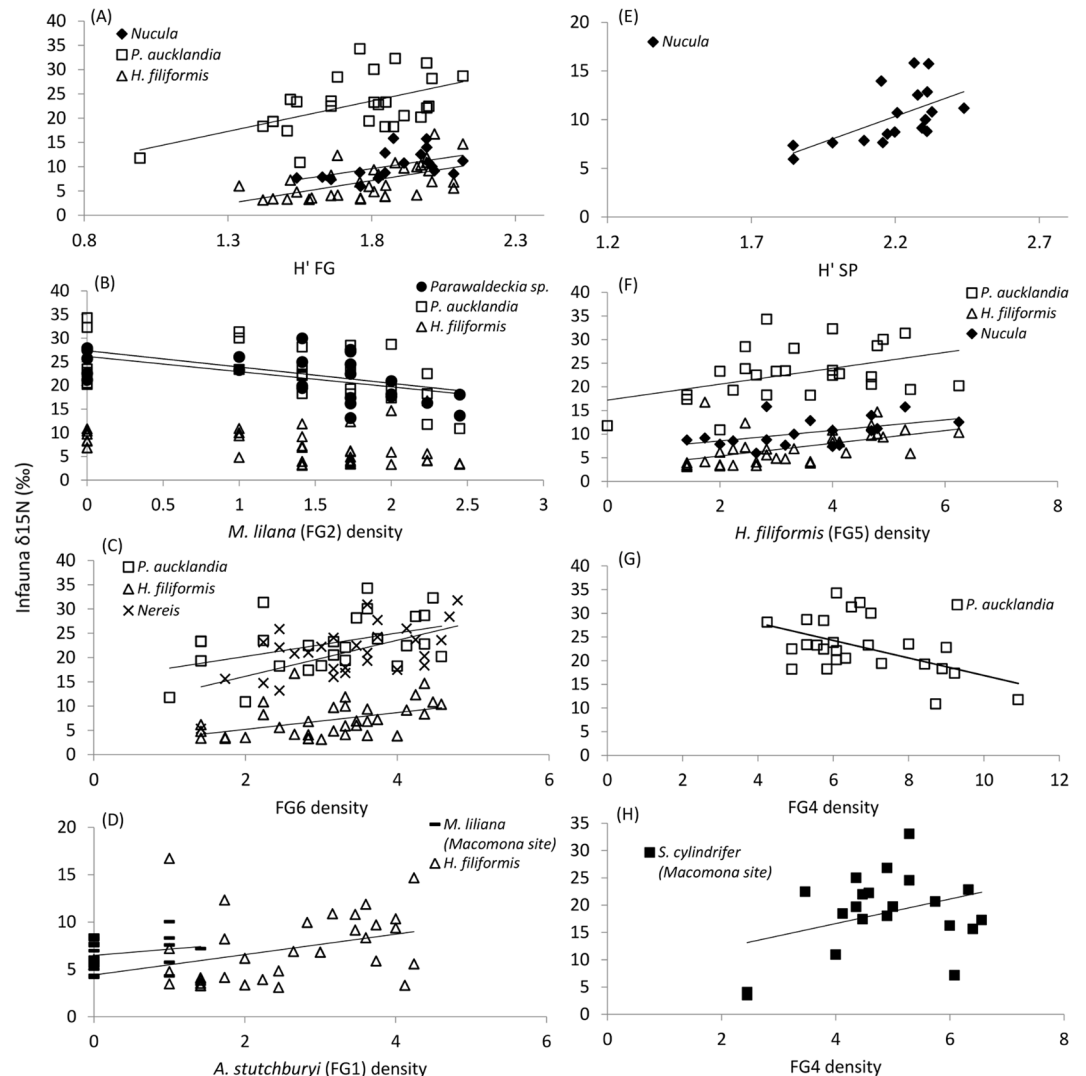 Infauna δ15N (‰)
(A)
Nucula
P. aucklandia
H. filiformis
40
35
30
25
20
15
10
5
0
0.8 1.3 1.8 2.3
H' FG
(E)
Nucula
20
15
10
5
0
1.2 1.7 2.2 2.7
H' SP
(B)
Parawaldeckia sp.
P. aucklandia
H. filiformis
40
35
30
25
20
15
10
5
0
0 0.5 1 1.5 2 2.5 3
M. lilana (FG2) density
(F)
P. aucklandia
H. filiformis
Nucula
40
35
30
25
20
15
10
5
0
0 2 4 6 8
H. filiformis (FG5) density
(C)
P. aucklandia
H. filiformis
Nereis
40
35
30
25
20
15
10
5
0
0 2 4 6
FG6 density
(G)
P. aucklandia
40
35
30
25
20
15
10
5
0
0 2 4 6 8 10 12
FG4 density
(D)
M. liliana
(Macomona site)
H. filiformis
20
15
10
5
0
0 2 4 6
A. stutchburyi (FG1) density
(H)
S. cylindrifer
(Macomona site)
35
30
25
20
15
10
5
0
0 2 4 6 8
FG4 density